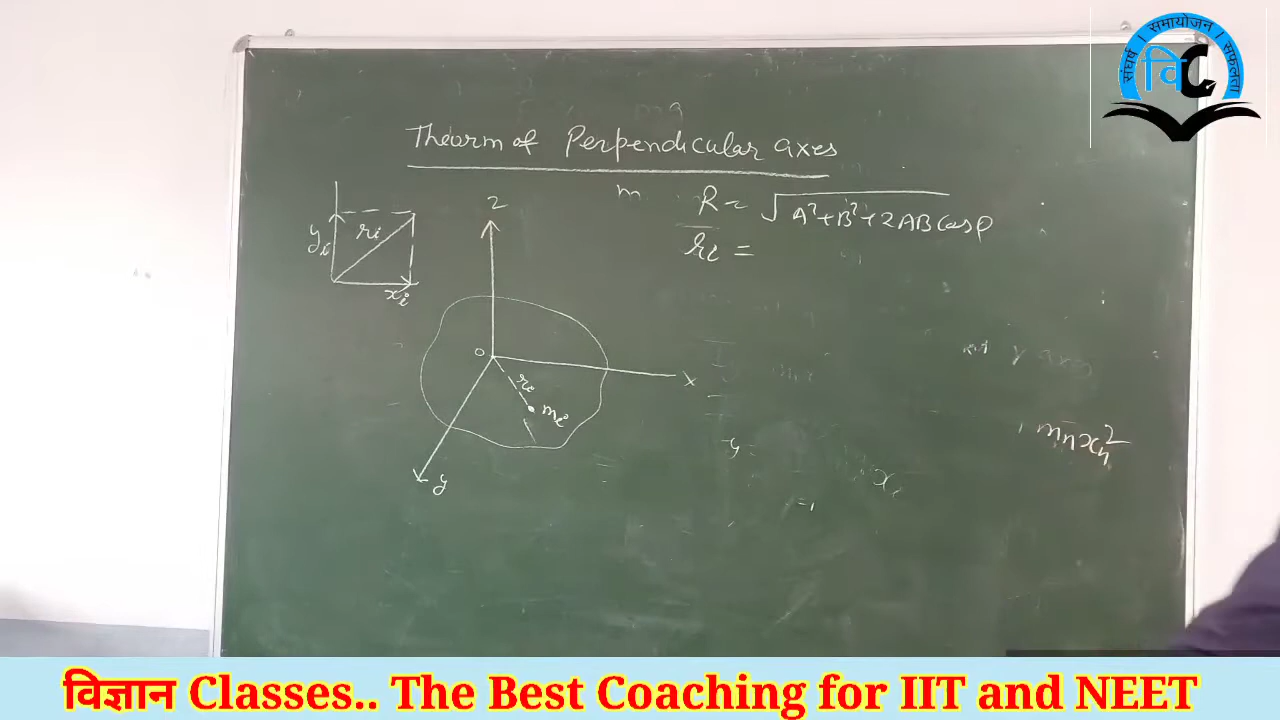 संघर्ष । समायोजन । सफलता
वि C
Theorm of Perpendicular axes
m R = √A²+B²+2ABCosθ
ri =
yi ri
xi
z
o
x
ri
mi
y
y axis
mnxn²
विज्ञान Classes.. The Best Coaching for IIT and NEET